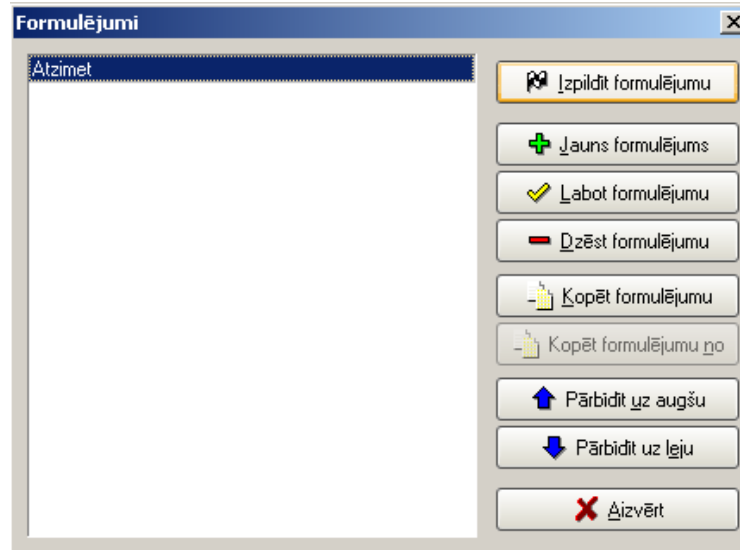 Formulējumi
Atzimet
Izpildīt formulējumu
Jauns formulējums
Labot formulējumu
Dzēst formulējumu
Kopēt formulējumu
Kopēt formulējumu no
Pārbīdīt uz augšu
Pārbīdīt uz leju
Aizvērt